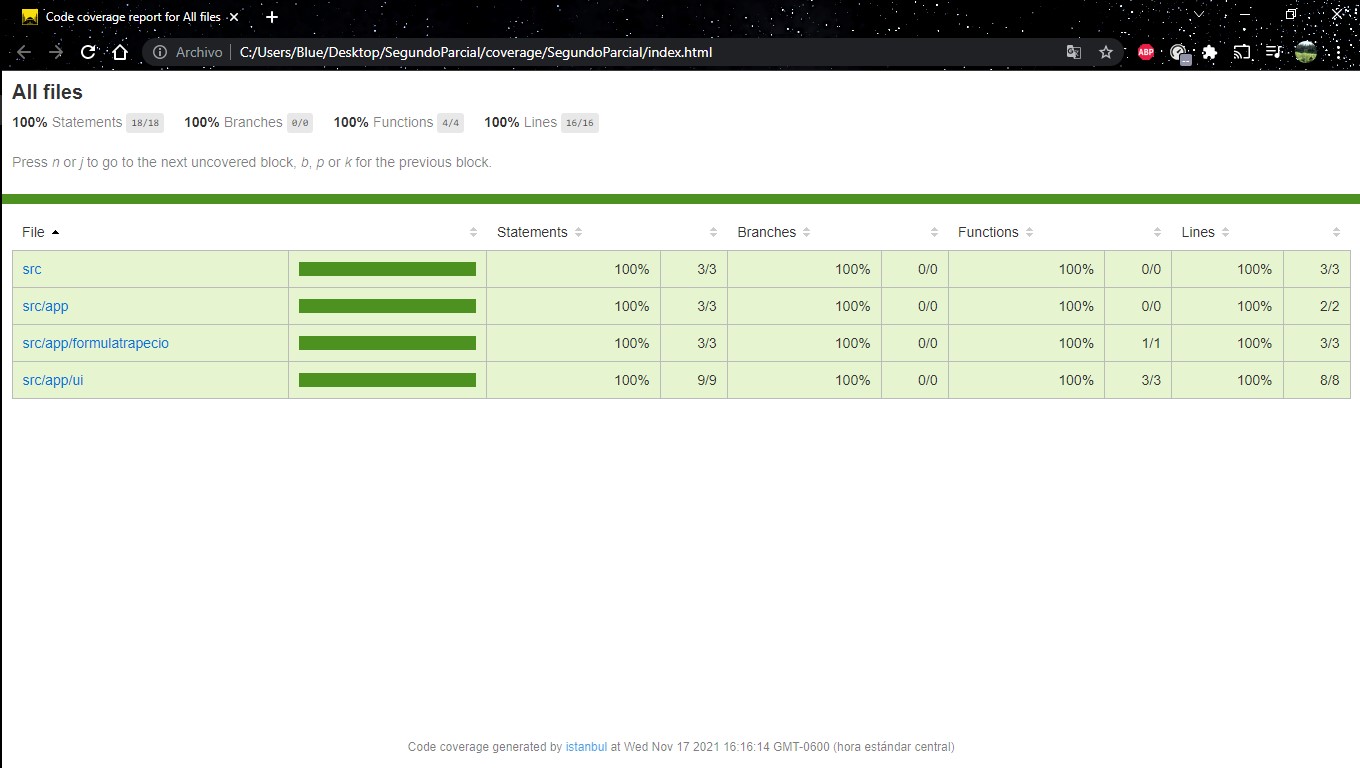 Code coverage report for All files
Archivo C:/Users/Blue/Desktop/SegundoParcial/coverage/SegundoParcial/index.html
ABP
All files
100% Statements 18/18 100% Branches 0/0 100% Functions 4/4 100% Lines 16/16
Press n or j to go to the next uncovered block, b, p or k for the previous block.
File Statements Branches Functions Lines
src 100% 3/3 100% 0/0 100% 0/0 100% 3/3
src/app 100% 3/3 100% 0/0 100% 0/0 100% 2/2
src/app/formulatrapecio 100% 3/3 100% 0/0 100% 1/1 100% 3/3
src/app/ui 100% 9/9 100% 0/0 100% 3/3 100% 8/8
Code coverage generated by istanbul at Wed Nov 17 2021 16:16:14 GMT-0600 (hora estándar central)